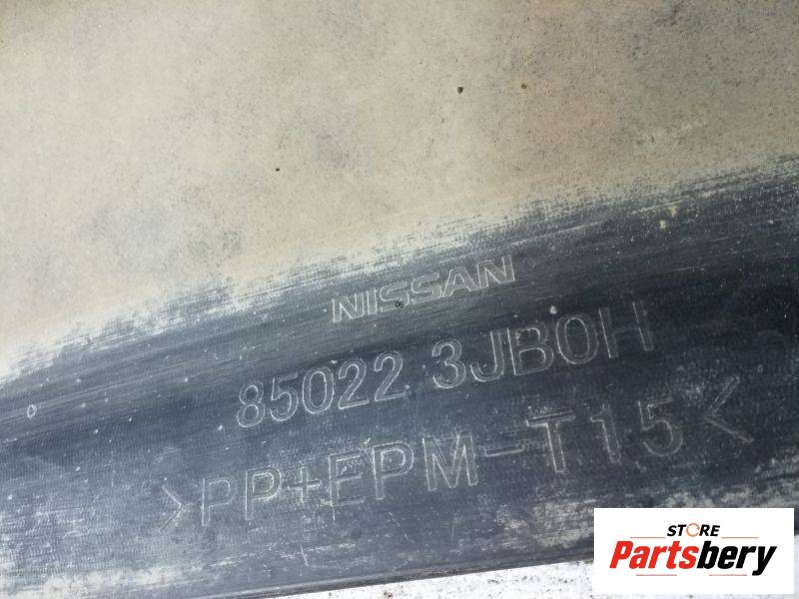 NISSAN
85022 3JB0H
>PP+EPM-T15<
STORE
Partsbery